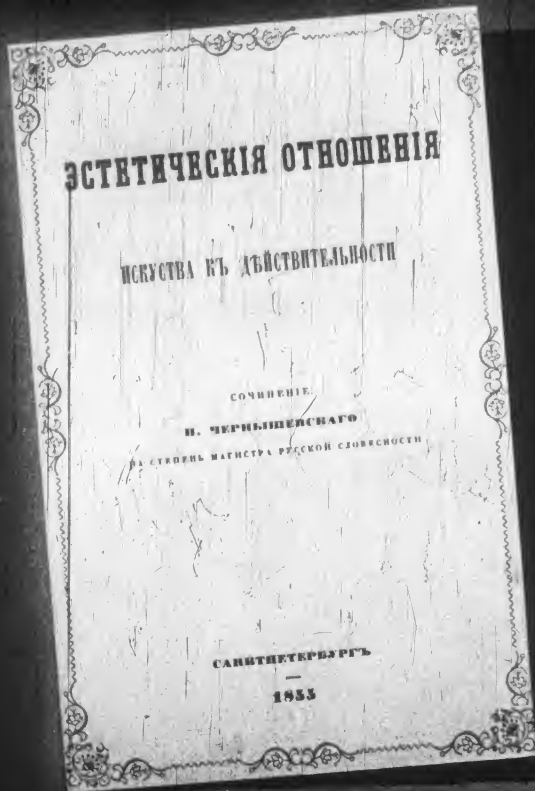 ЭСТЕТИЧЕСКІЯ ОТНОШЕНІЯ
ИСКУСТВА КЪ ДѢЙСТВИТЕЛЬНОСТИ
СОЧИНЕНІЕ
Н. ЧЕРНЫШЕВСКАГО
НА СТЕПЕНЬ МАГИСТРА РУССКОЙ СЛОВЕСНОСТИ
САНКТПЕТЕРБУРГЪ
1855